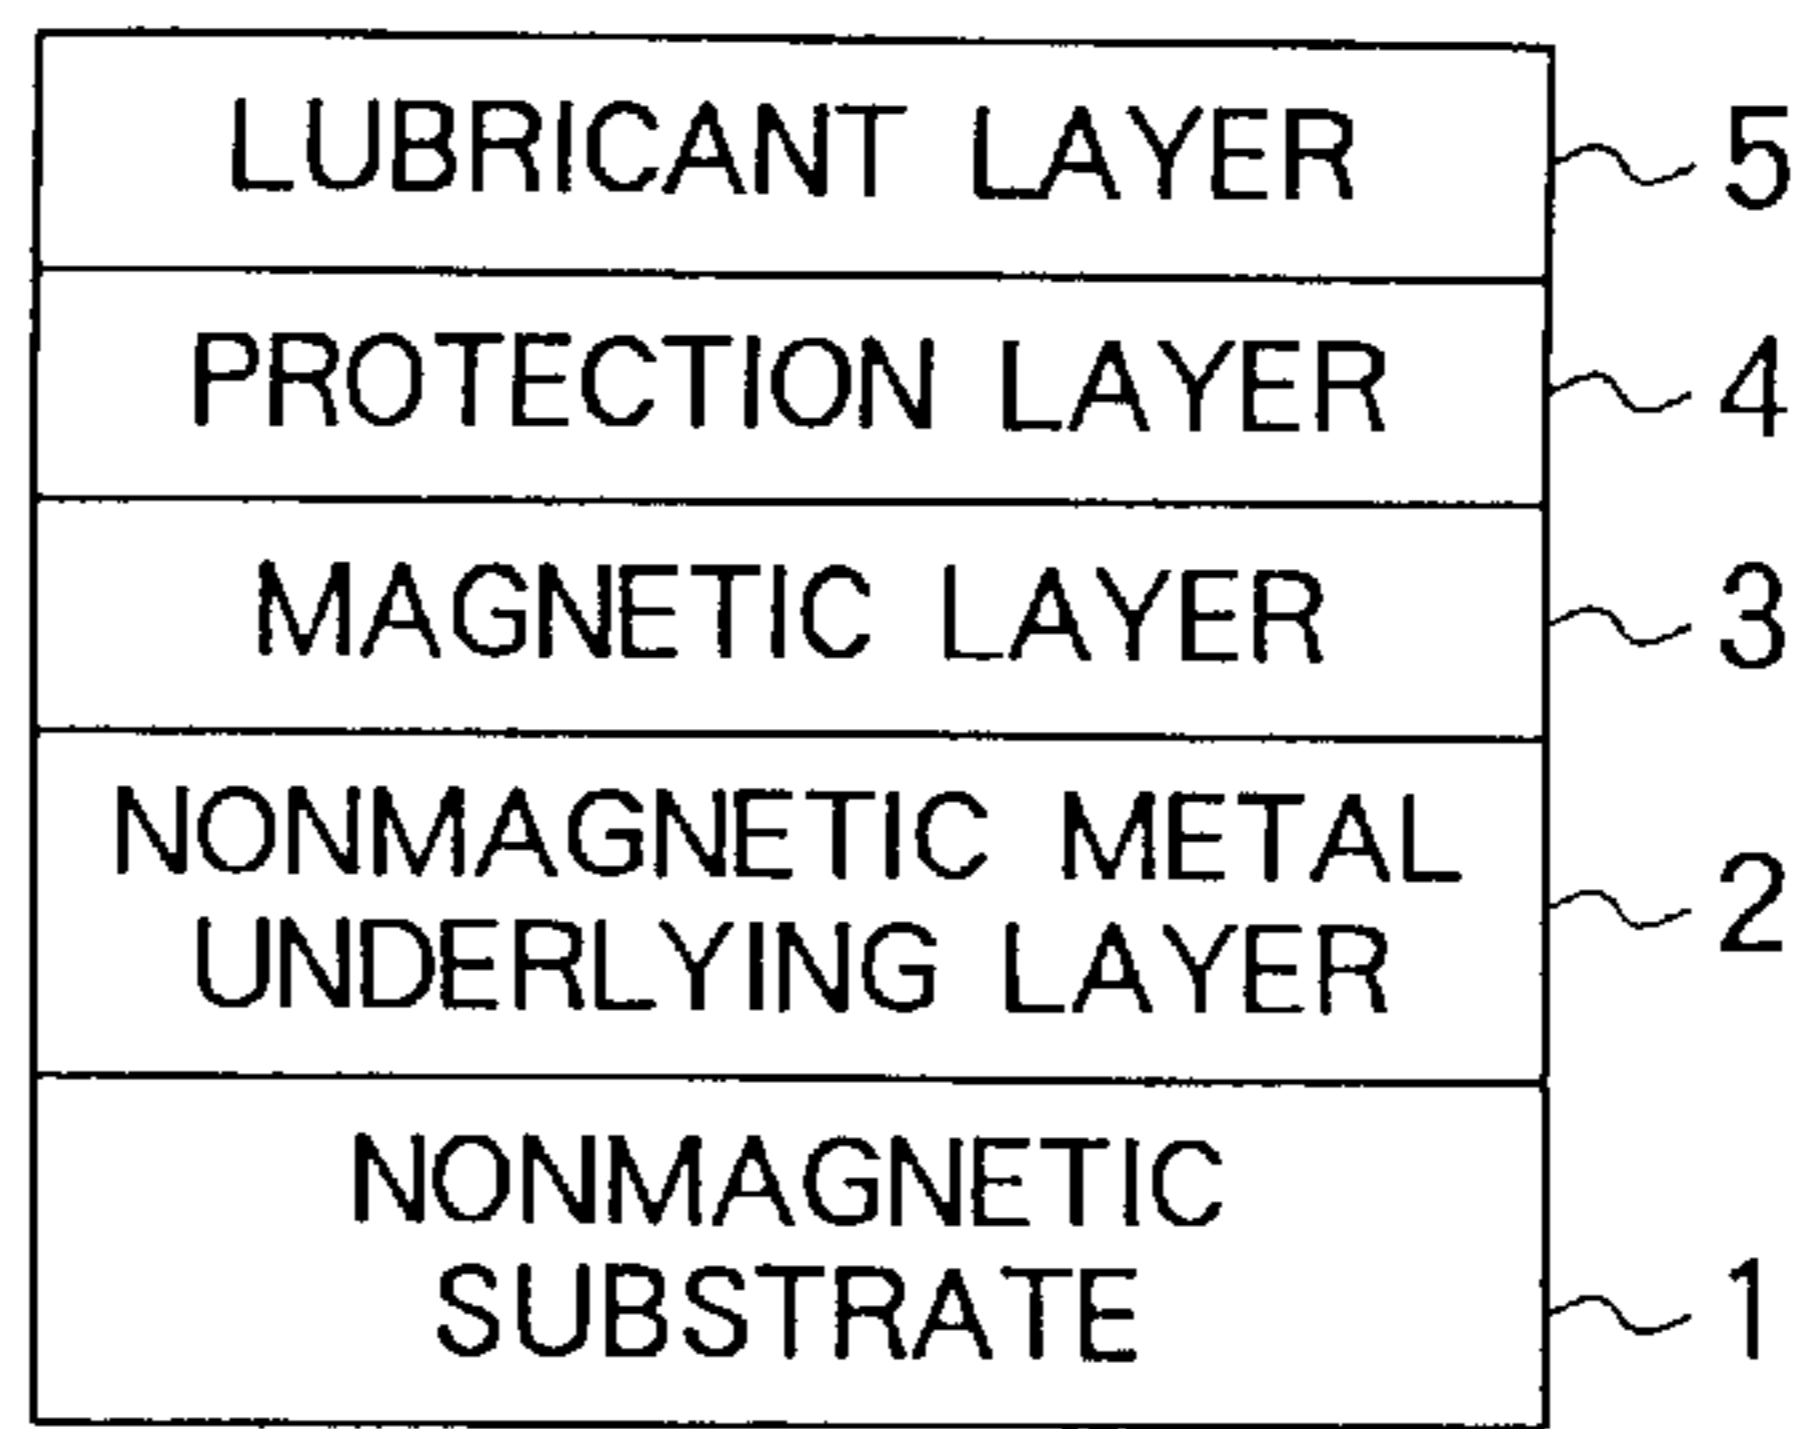 LUBRICANT LAYER 5
PROTECTION LAYER 4
MAGNETIC LAYER 3
NONMAGNETIC METAL
UNDERLYING LAYER 2
NONMAGNETIC
SUBSTRATE 1